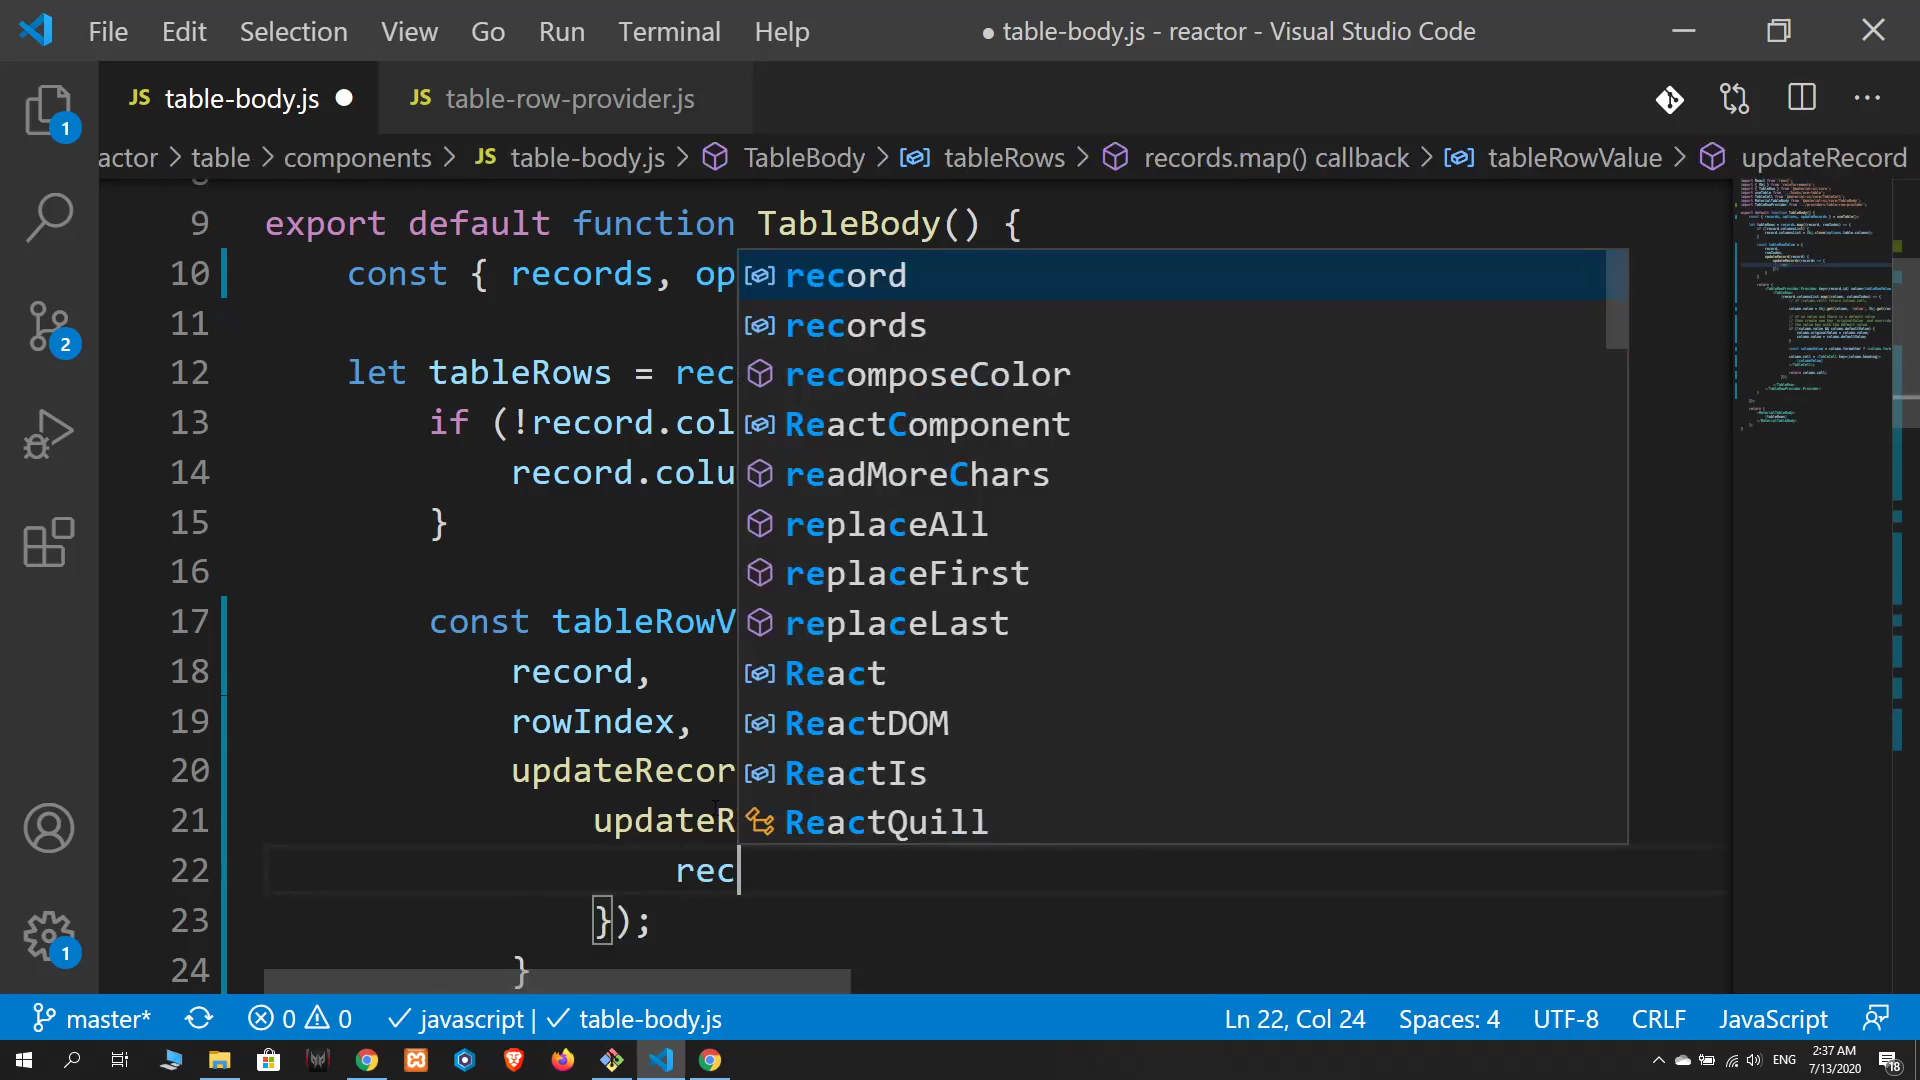 File Edit Selection View Go Run Terminal Help
● table-body.js - reactor - Visual Studio Code
JS table-body.js ●
JS table-row-provider.js
actor > table > components > JS table-body.js > TableBody > tableRows > records.map() callback > tableRowValue > updateRecord
9 export default function TableBody() {
10 const { records, op
11
12 let tableRows = rec
13 if (!record.col
14 record.colu
15 }
16
17 const tableRowV
18 record,
19 rowIndex,
20 updateRecor
21 updateR
22 rec
23 });
24 }
record
records
recomposeColor
ReactComponent
readMoreChars
replaceAll
replaceFirst
replaceLast
React
ReactDOM
ReactIs
ReactQuill
1
2
1
master* 0 0 javascript | table-body.js
Ln 22, Col 24 Spaces: 4 UTF-8 CRLF JavaScript
ENG
2:37 AM
7/13/2020
18